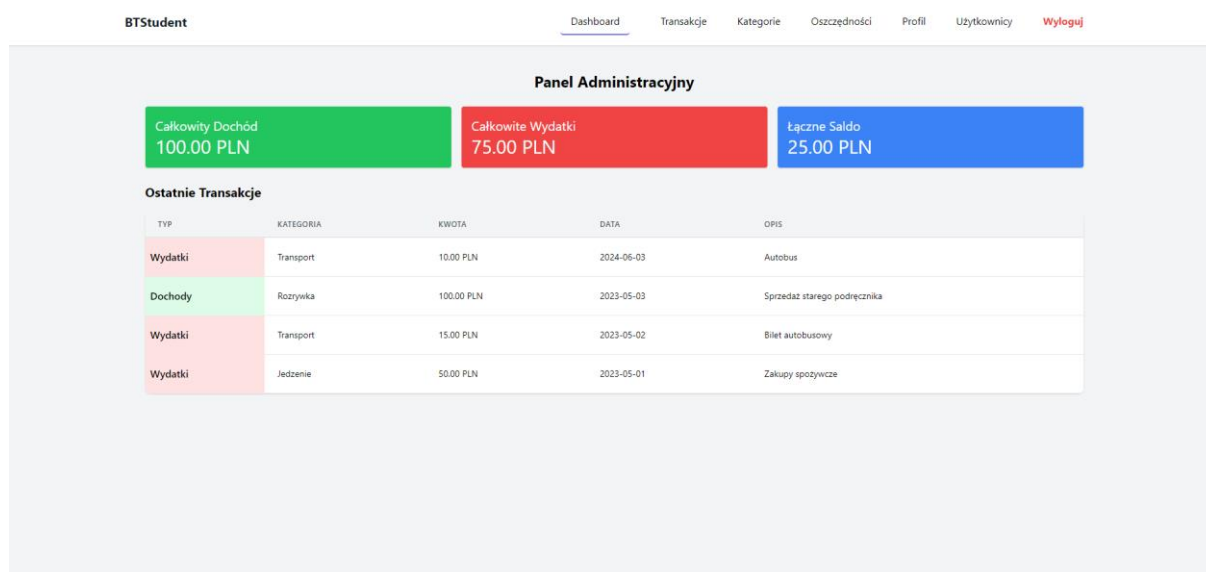 BTStudent Dashboard Transakcje Kategorie Oszczędności Profil Użytkownicy Wyloguj
Panel Administracyjny
Całkowity Dochód Całkowite Wydatki Łączne Saldo
100.00 PLN 75.00 PLN 25.00 PLN
Ostatnie Transakcje
TYP KATEGORIA KWOTA DATA OPIS
Wydatki Transport 10.00 PLN 2024-06-03 Autobus
Dochody Rozrywka 100.00 PLN 2023-05-03 Sprzedaż starego podręcznika
Wydatki Transport 15.00 PLN 2023-05-02 Bilet autobusowy
Wydatki Jedzenie 50.00 PLN 2023-05-01 Zakupy spożywcze